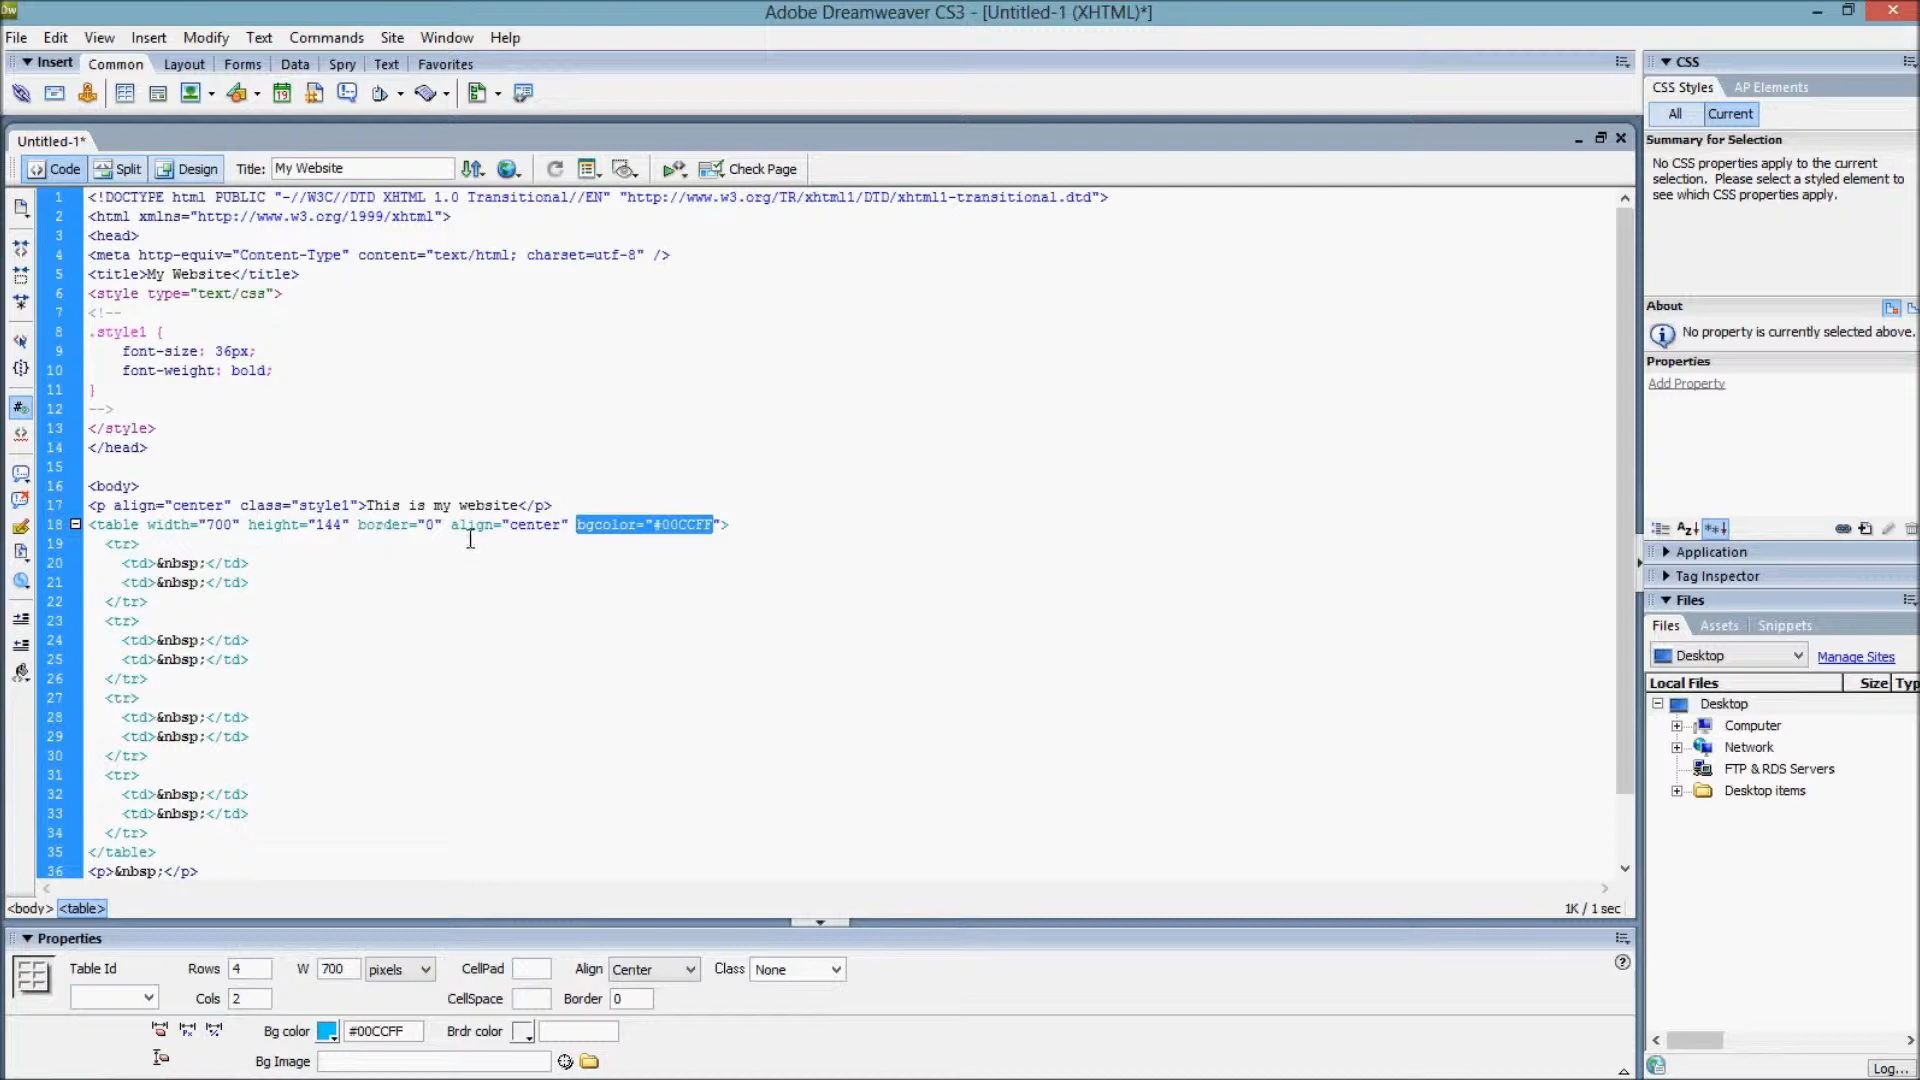 Dw
Adobe Dreamweaver CS3 - [Untitled-1 (XHTML)*]
File Edit View Insert Modify Text Commands Site Window Help
Insert Common Layout Forms Data Spry Text Favorites
Untitled-1*
Code Split Design Title: My Website Check Page
1 <!DOCTYPE html PUBLIC "-//W3C//DTD XHTML 1.0 Transitional//EN" "http://www.w3.org/TR/xhtml1/DTD/xhtml1-transitional.dtd">
2 <html xmlns="http://www.w3.org/1999/xhtml">
3 <head>
4 <meta http-equiv="Content-Type" content="text/html; charset=utf-8" />
5 <title>My Website</title>
6 <style type="text/css">
7 <!--
8 .style1 {
9 font-size: 36px;
10 font-weight: bold;
11 }
12 -->
13 </style>
14 </head>
15
16 <body>
17 <p align="center" class="style1">This is my website</p>
18 <table width="700" height="144" border="0" align="center" bgcolor="#00CCFF">
19 <tr>
20 <td>&nbsp;</td>
21 <td>&nbsp;</td>
22 </tr>
23 <tr>
24 <td>&nbsp;</td>
25 <td>&nbsp;</td>
26 </tr>
27 <tr>
28 <td>&nbsp;</td>
29 <td>&nbsp;</td>
30 </tr>
31 <tr>
32 <td>&nbsp;</td>
33 <td>&nbsp;</td>
34 </tr>
35 </table>
36 <p>&nbsp;</p>
<body> <table> 1K / 1 sec
Properties
Table Id Rows 4 W 700 pixels CellPad Align Center Class None
Cols 2 CellSpace Border 0
Bg color #00CCFF Brdr color
Bg Image
CSS
CSS Styles AP Elements
All Current
Summary for Selection
No CSS properties apply to the current
selection. Please select a styled element to
see which CSS properties apply.
About
No property is currently selected above.
Properties
Add Property
Application
Tag Inspector
Files
Files Assets Snippets
Desktop Manage Sites
Local Files Size Typ
Desktop
Computer
Network
FTP & RDS Servers
Desktop items
Log...